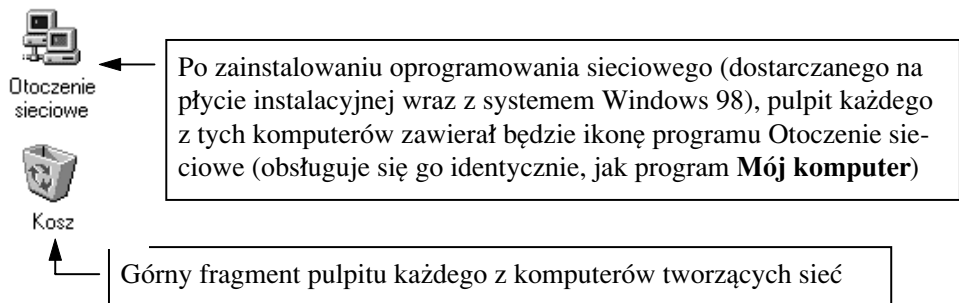 Otoczenie
sieciowe
Po zainstalowaniu oprogramowania sieciowego (dostarczanego na
płycie instalacyjnej wraz z systemem Windows 98), pulpit każdego
z tych komputerów zawierał będzie ikonę programu Otoczenie sie-
ciowe (obsługuje się go identycznie, jak program Mój komputer)
Kosz
Górny fragment pulpitu każdego z komputerów tworzących sieć